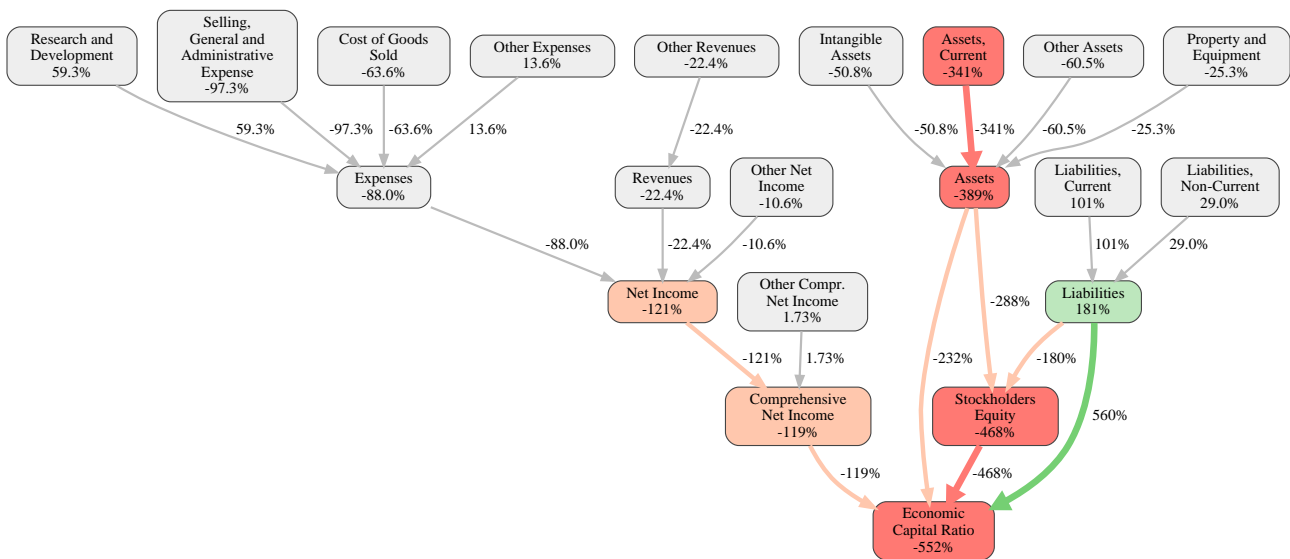 Research and
Development
59.3%
Selling,
General and
Administrative
Expense
-97.3%
Cost of Goods
Sold
-63.6%
Other Expenses
13.6%
Other Revenues
-22.4%
Intangible
Assets
-50.8%
Assets,
Current
-341%
Other Assets
-60.5%
Property and
Equipment
-25.3%
59.3%
-97.3%
-63.6%
13.6%
-22.4%
-50.8%
-341%
-60.5%
-25.3%
Expenses
-88.0%
Revenues
-22.4%
Other Net
Income
-10.6%
Assets
-389%
Liabilities,
Current
101%
Liabilities,
Non-Current
29.0%
-88.0%
-22.4%
-10.6%
101%
29.0%
Net Income
-121%
Other Compr.
Net Income
1.73%
-288%
Liabilities
181%
-121%
1.73%
-232%
-180%
Comprehensive
Net Income
-119%
Stockholders
Equity
-468%
560%
-119%
-468%
Economic
Capital Ratio
-552%